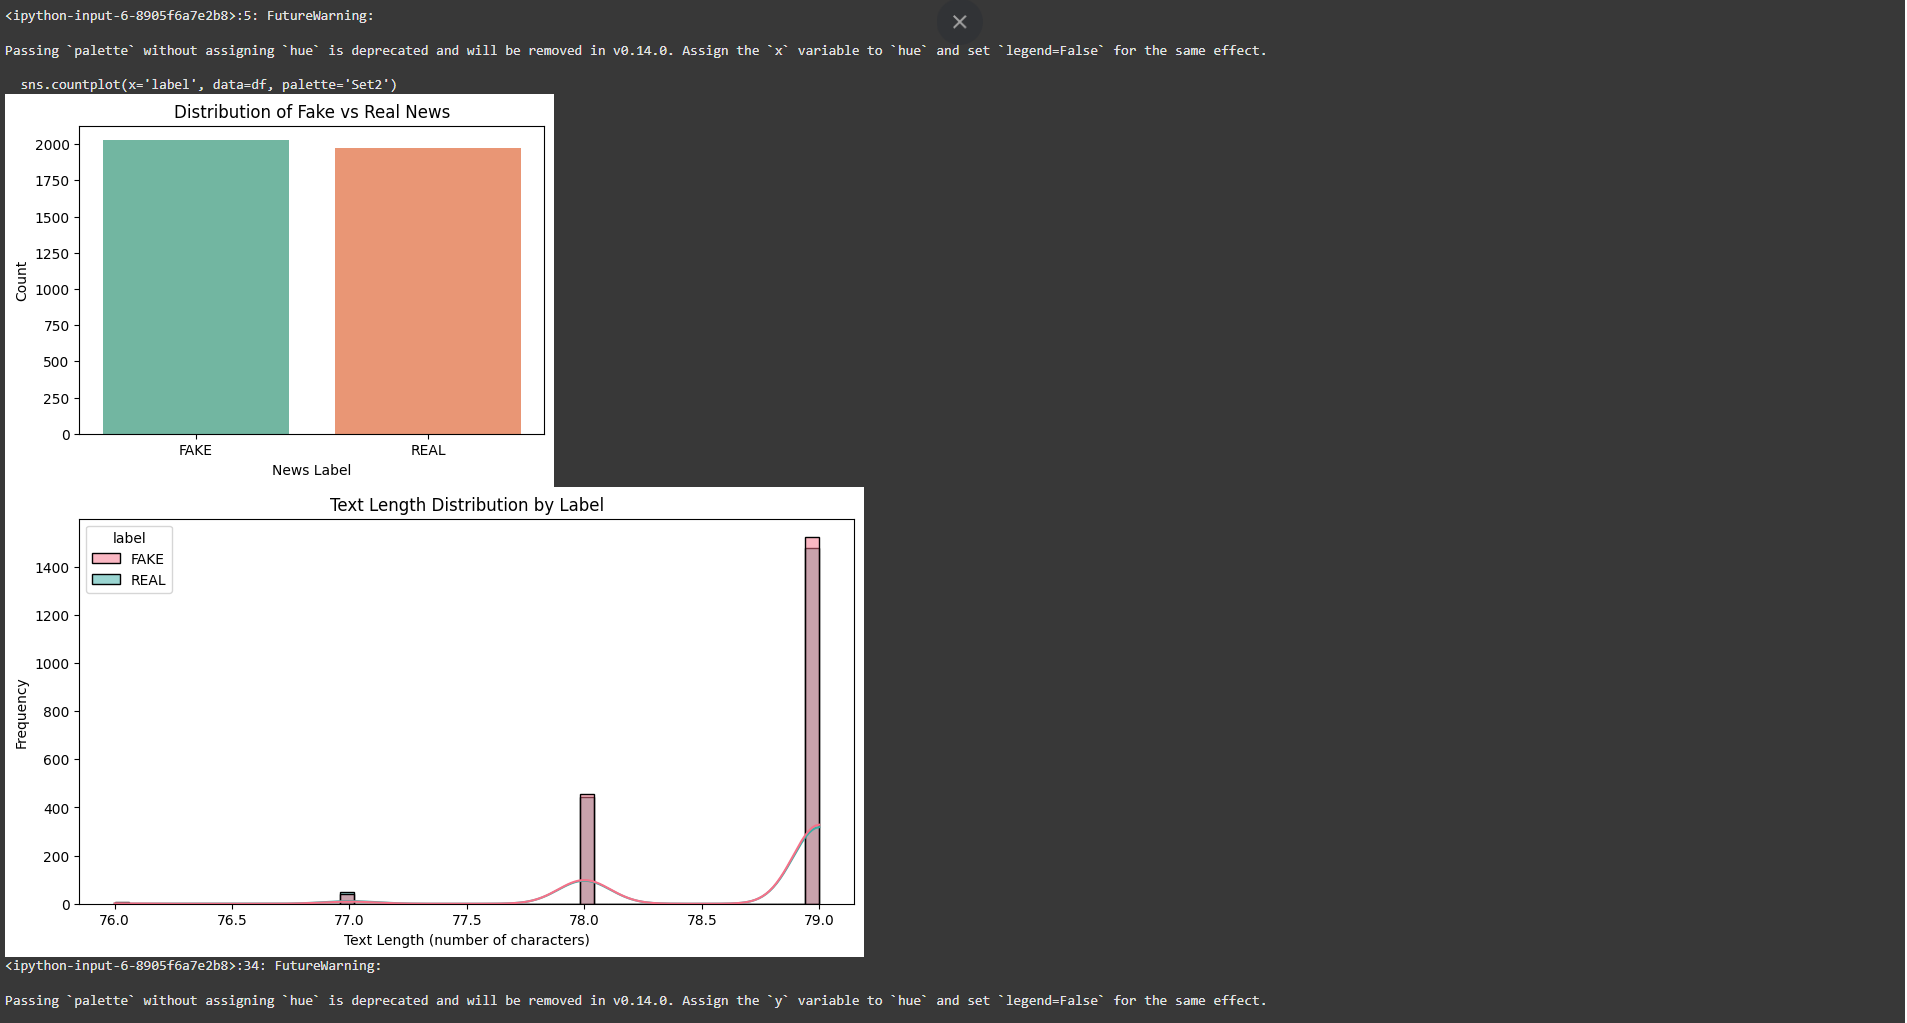 <ipython-input-6-8905f6a7e2b8>:5: FutureWarning:
Passing `palette` without assigning `hue` is deprecated and will be removed in v0.14.0. Assign the `x` variable to `hue` and set `legend=False` for the same effect.
sns.countplot(x='label', data=df, palette='Set2')
Distribution of Fake vs Real News
2000
1750
1500
1250
1000
750
500
250
0
Count
FAKE
REAL
News Label
Text Length Distribution by Label
label
FAKE
REAL
1400
1200
1000
800
600
400
200
0
Frequency
76.0
76.5
77.0
77.5
78.0
78.5
79.0
Text Length (number of characters)
<ipython-input-6-8905f6a7e2b8>:34: FutureWarning:
Passing `palette` without assigning `hue` is deprecated and will be removed in v0.14.0. Assign the `y` variable to `hue` and set `legend=False` for the same effect.